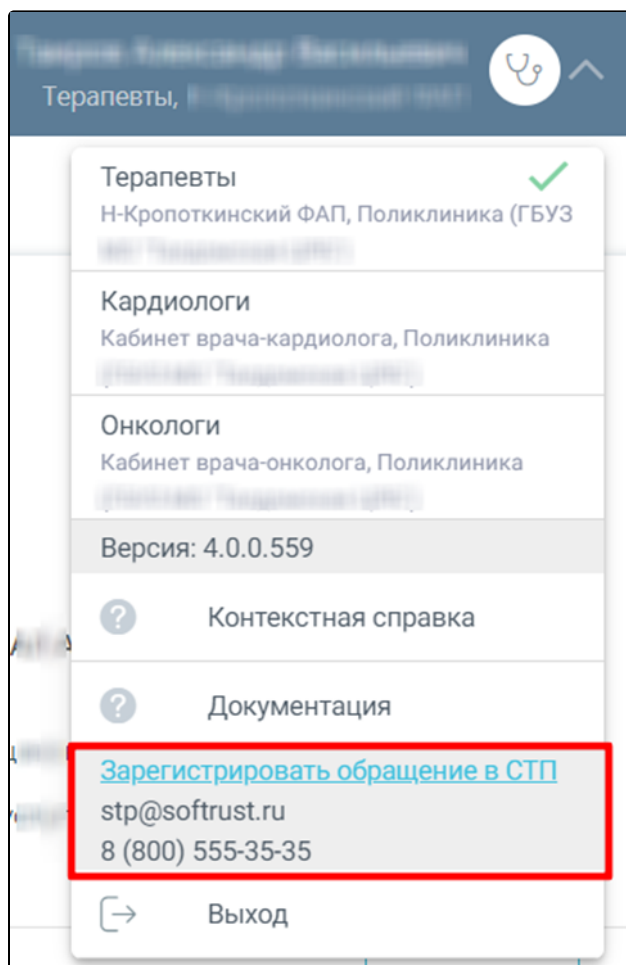 Терапевты,
Терапевты
Н-Кропоткинский ФАП, Поликлиника (ГБУЗ
Кардиологи
Кабинет врача-кардиолога, Поликлиника
Онкологи
Кабинет врача-онколога, Поликлиника
Версия: 4.0.0.559
Контекстная справка
Документация
Зарегистрировать обращение в СТП
stp@softrust.ru
8 (800) 555-35-35
Выход